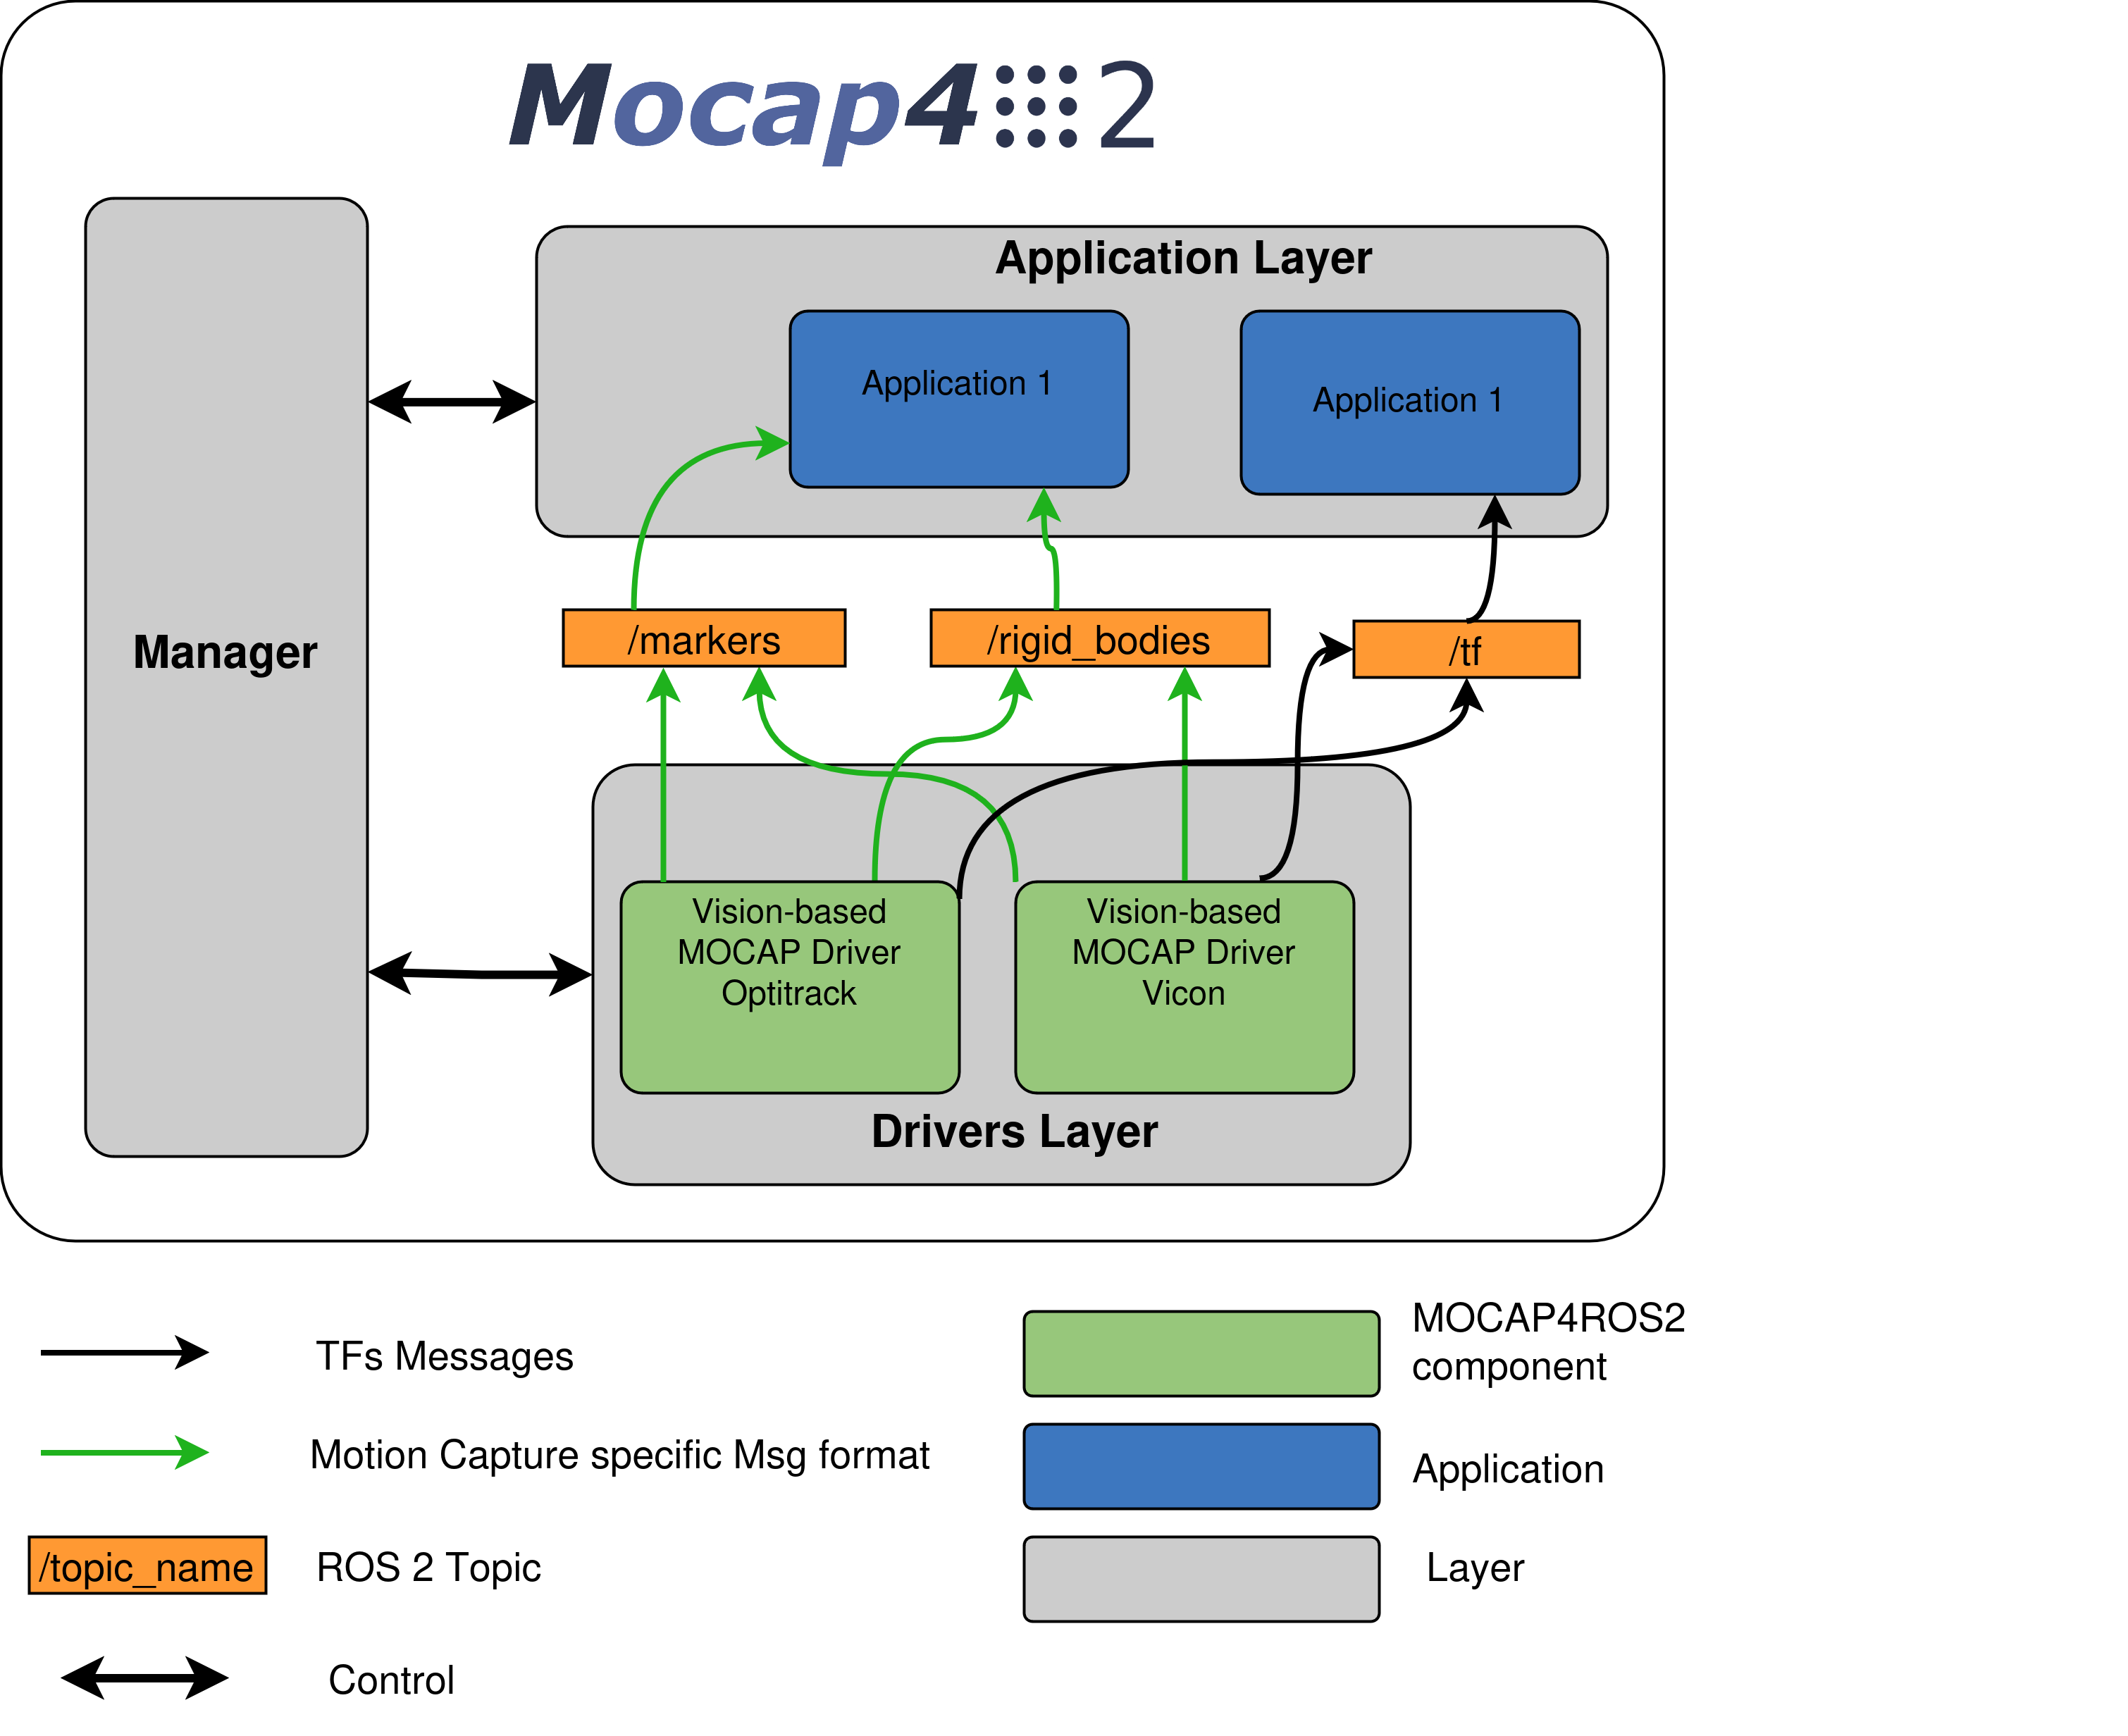 Mocap4 2
Application Layer
Application 1
Application 1
Manager
/markers
/rigid_bodies
/tf
Vision-based
MOCAP Driver
Optitrack
Vision-based
MOCAP Driver
Vicon
Drivers Layer
TFs Messages
Motion Capture specific Msg format
/topic_name
ROS 2 Topic
Control
MOCAP4ROS2
component
Application
Layer